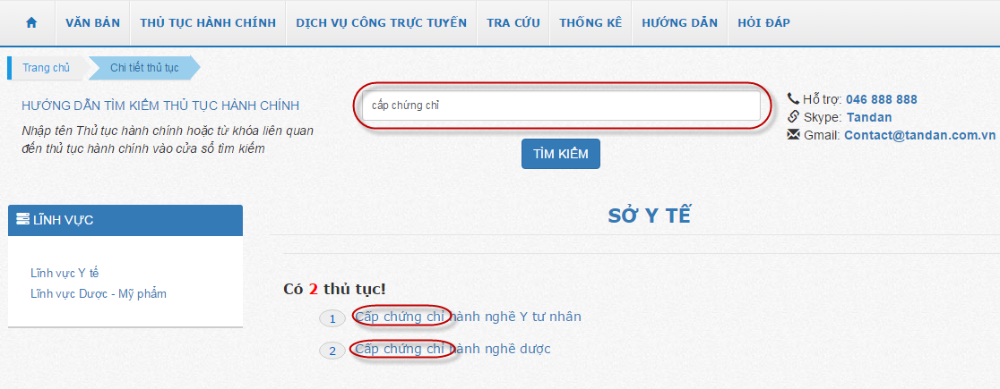 VĂN BẢN THỦ TỤC HÀNH CHÍNH DỊCH VỤ CÔNG TRỰC TUYẾN TRA CỨU THỐNG KÊ HƯỚNG DẪN HỎI ĐÁP
Trang chủ Chi tiết thủ tục
HƯỚNG DẪN TÌM KIẾM THỦ TỤC HÀNH CHÍNH
Nhập tên Thủ tục hành chính hoặc từ khóa liên quan
đến thủ tục hành chính vào cửa sổ tìm kiếm
cấp chứng chỉ
TÌM KIẾM
Hỗ trợ: 046 888 888
Skype: Tandan
Gmail: Contact@tandan.com.vn
LĨNH VỰC
Lĩnh vực Y tế
Lĩnh vực Dược - Mỹ phẩm
SỞ Y TẾ
Có 2 thủ tục!
1 Cấp chứng chỉ hành nghề Y tư nhân
2 Cấp chứng chỉ hành nghề dược